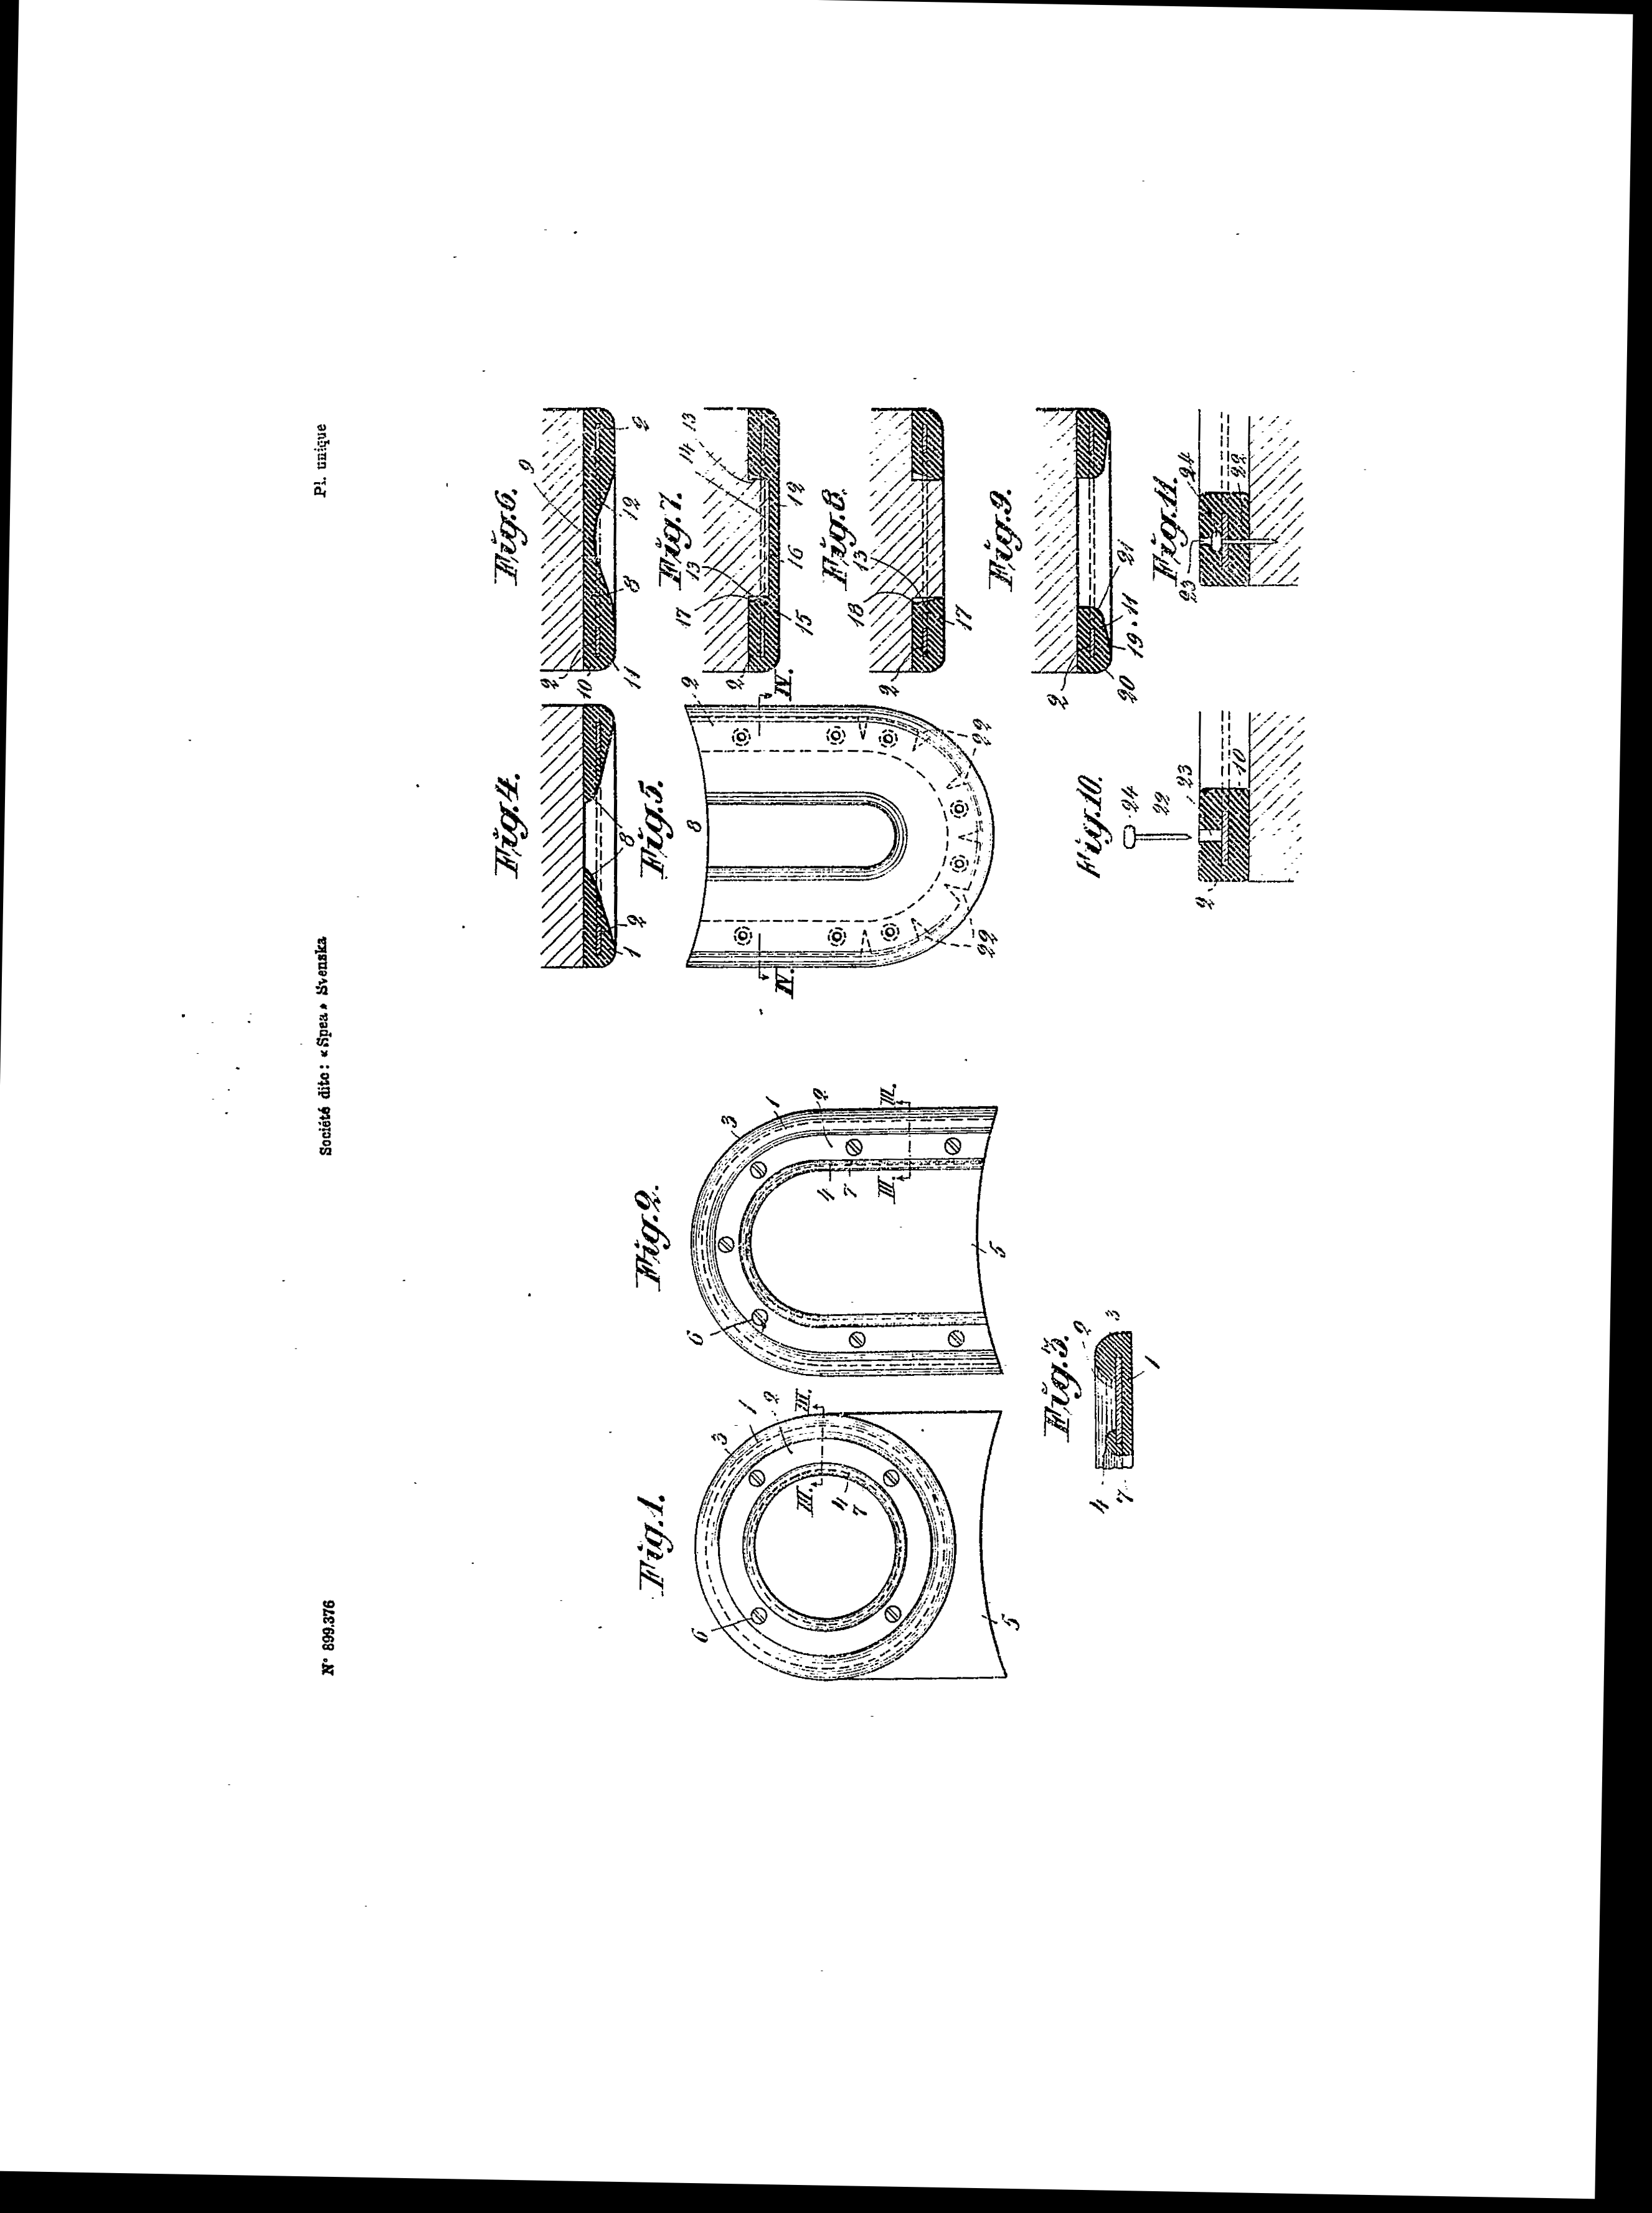 N° 899.376
Société dite: «Spea» Svenska
Pl. unique
Fig.1.
6
3
1
2
III.
III.
4
7
5
Fig.2.
6
3
1
2
III.
III.
4
7
5
Fig.3.
2
3
4
7
1
Fig.4.
8
1
2
Fig.5.
8
2
IV.
IV.
22
22
Fig.6.
9
2
10
11
8
12
2
Fig.7.
17
13
14
13
2
15
16
12
Fig.8.
18
13
2
17
Fig.9.
2
20
19
11
21
Fig.10.
24
22
23
2
10
Fig.11.
23
24
22